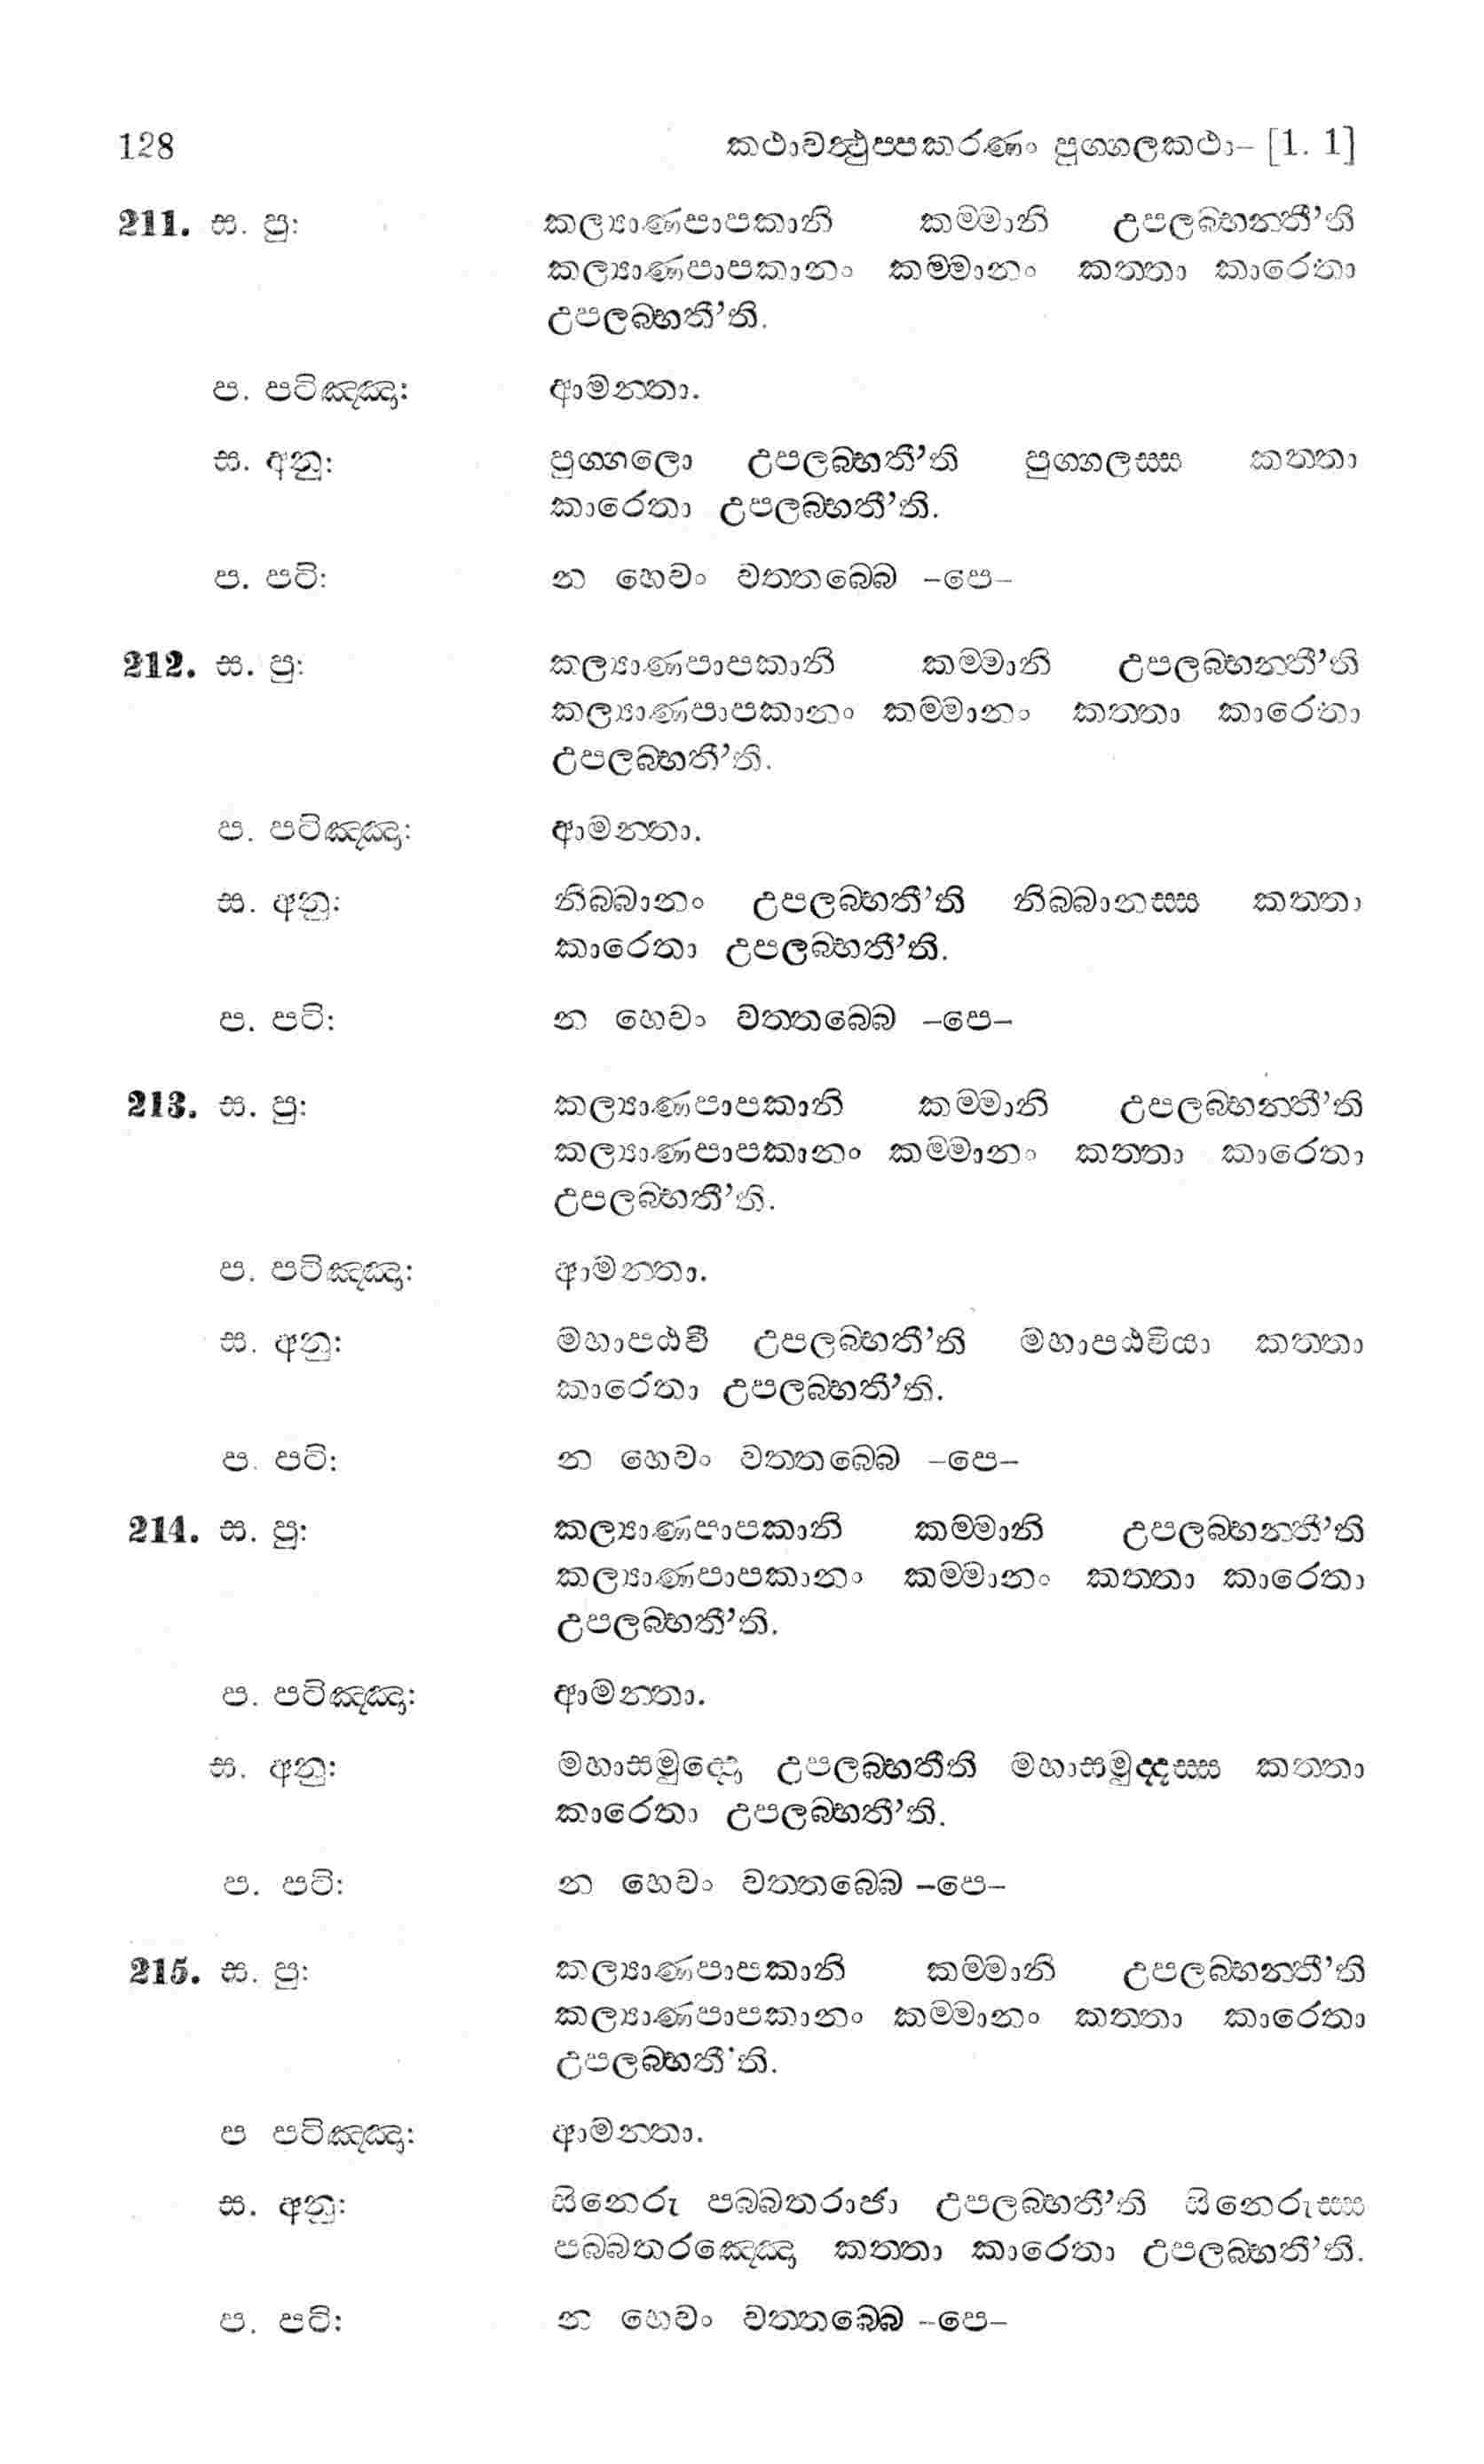 128 කථාවත්‍ථුප්‍පකරණං පුග්‍ගලකථා– [1. 1]
211. ස. පු: කල්‍යාණපාපකානි කම්‍මානි උපලබ්‍භන්‍තී’ති
කල්‍යාණපාපකානං කම්‍මානං කත්‍තා කාරෙතා
උපලබ්‍භතී’ති.
ප. පටිඤ්ඤා: ආමන්‍තා.
ස. අනු: පුග්‍ගලො උපලබ්‍භතී’ති පුග්‍ගලස්‍ස කත්‍තා
කාරෙතා උපලබ්‍භතී’ති.
ප. පටි: න හෙවං වත්‍තබ්‍බෙ –පෙ–
212. ස. පු: කල්‍යාණපාපකානි කම්‍මානි උපලබ්‍භන්‍තී’ති
කල්‍යාණපාපකානං කම්‍මානං කත්‍තා කාරෙතා
උපලබ්‍භතී’ති.
ප. පටිඤ්ඤා: ආමන්‍තා.
ස. අනු: නිබ්‍බානං උපලබ්‍භතී’ති නිබ්‍බානස්‍ස කත්‍තා
කාරෙතා උපලබ්‍භතී’ති.
ප. පටි: න හෙවං වත්‍තබ්‍බෙ –පෙ–
213. ස. පු: කල්‍යාණපාපකානි කම්‍මානි උපලබ්‍භන්‍තී’ති
කල්‍යාණපාපකානං කම්‍මානං කත්‍තා කාරෙතා
උපලබ්‍භතී’ති.
ප. පටිඤ්ඤා: ආමන්‍තා.
ස. අනු: මහාපඨවී උපලබ්‍භතී’ති මහාපඨවියා කත්‍තා
කාරෙතා උපලබ්‍භතී’ති.
ප. පටි: න හෙවං වත්‍තබ්‍බෙ –පෙ–
214. ස. පු: කල්‍යාණපාපකානි කම්‍මානි උපලබ්‍භන්‍තී’ති
කල්‍යාණපාපකානං කම්‍මානං කත්‍තා කාරෙතා
උපලබ්‍භතී’ති.
ප. පටිඤ්ඤා: ආමන්‍තා.
ස. අනු: මහාසමුද්‍දො උපලබ්‍භතීති මහාසමුද්‍දස්‍ස කත්‍තා
කාරෙතා උපලබ්‍භතී’ති.
ප. පටි: න හෙවං වත්‍තබ්‍බෙ –පෙ–
215. ස. පු: කල්‍යාණපාපකානි කම්‍මානි උපලබ්‍භන්‍තී’ති
කල්‍යාණපාපකානං කම්‍මානං කත්‍තා කාරෙතා
උපලබ්‍භතී’ති.
ප පටිඤ්ඤා: ආමන්‍තා.
ස. අනු: සිනෙරු පබ්‍බතරාජා උපලබ්‍භතී’ති සිනෙරුස්‍ස
පබ්‍බතරඤ්ඤො කත්‍තා කාරෙතා උපලබ්‍භතී’ති.
ප. පටි: න හෙවං වත්‍තබ්‍බෙ –පෙ–